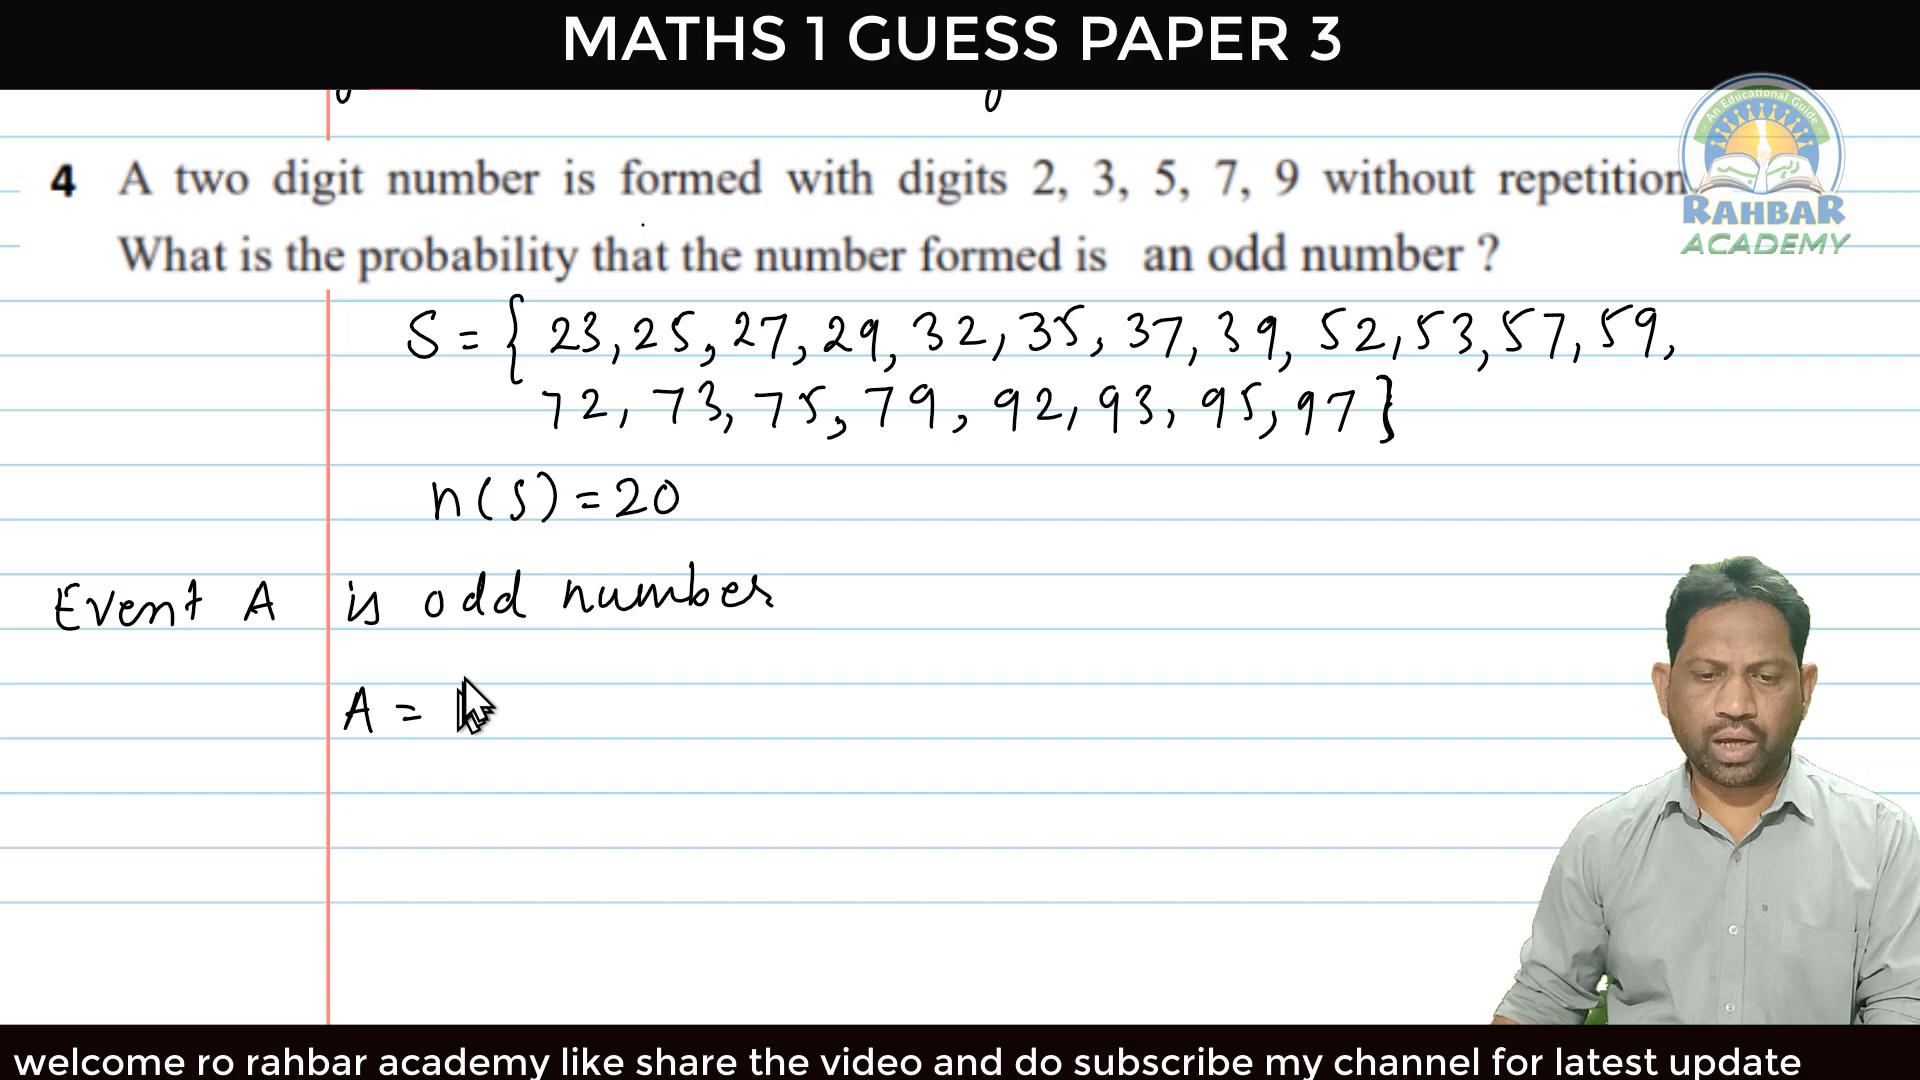 MATHS 1 GUESS PAPER 3
An Educational Guide
RAHBAR
ACADEMY
4 A two digit number is formed with digits 2, 3, 5, 7, 9 without repetition
What is the probability that the number formed is an odd number ?
S = { 23, 25, 27, 29, 32, 35, 37, 39, 52, 53, 57, 59,
72, 73, 75, 79, 92, 93, 95, 97 }
n(S) = 20
Event A is odd number
A =
welcome ro rahbar academy like share the video and do subscribe my channel for latest update